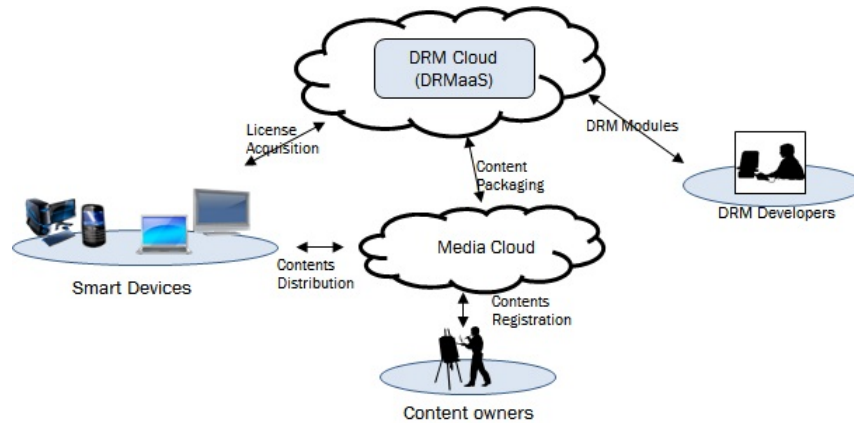 DRM Cloud
(DRMaaS)
License
Acquisition
DRM Modules
Content
Packaging
DRM Developers
Media Cloud
Contents
Distribution
Smart Devices
Contents
Registration
Content owners